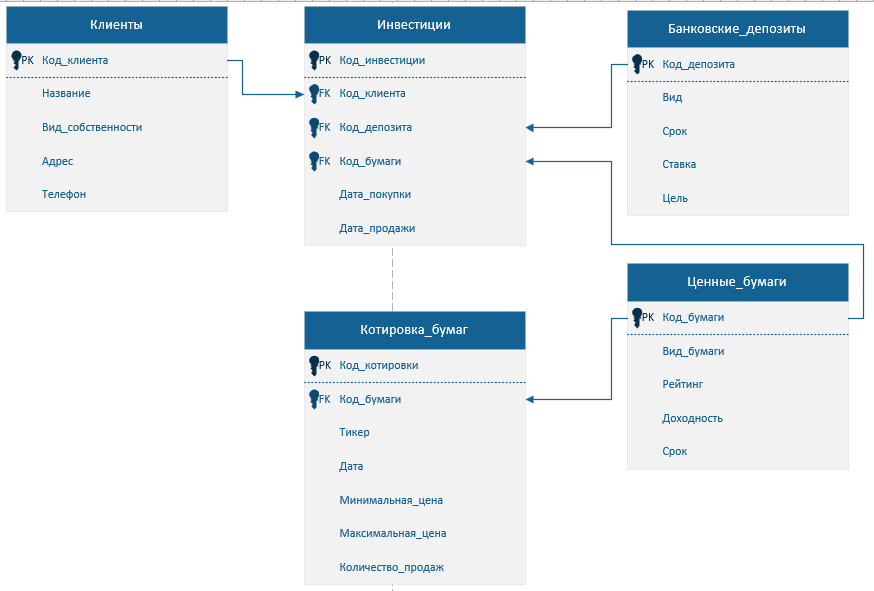 Клиенты
PK Код_клиента
Название
Вид_собственности
Адрес
Телефон
Инвестиции
PK Код_инвестиции
FK Код_клиента
FK Код_депозита
FK Код_бумаги
Дата_покупки
Дата_продажи
Банковские_депозиты
PK Код_депозита
Вид
Срок
Ставка
Цель
Котировка_бумаг
PK Код_котировки
FK Код_бумаги
Тикер
Дата
Минимальная_цена
Максимальная_цена
Количество_продаж
Ценные_бумаги
PK Код_бумаги
Вид_бумаги
Рейтинг
Доходность
Срок